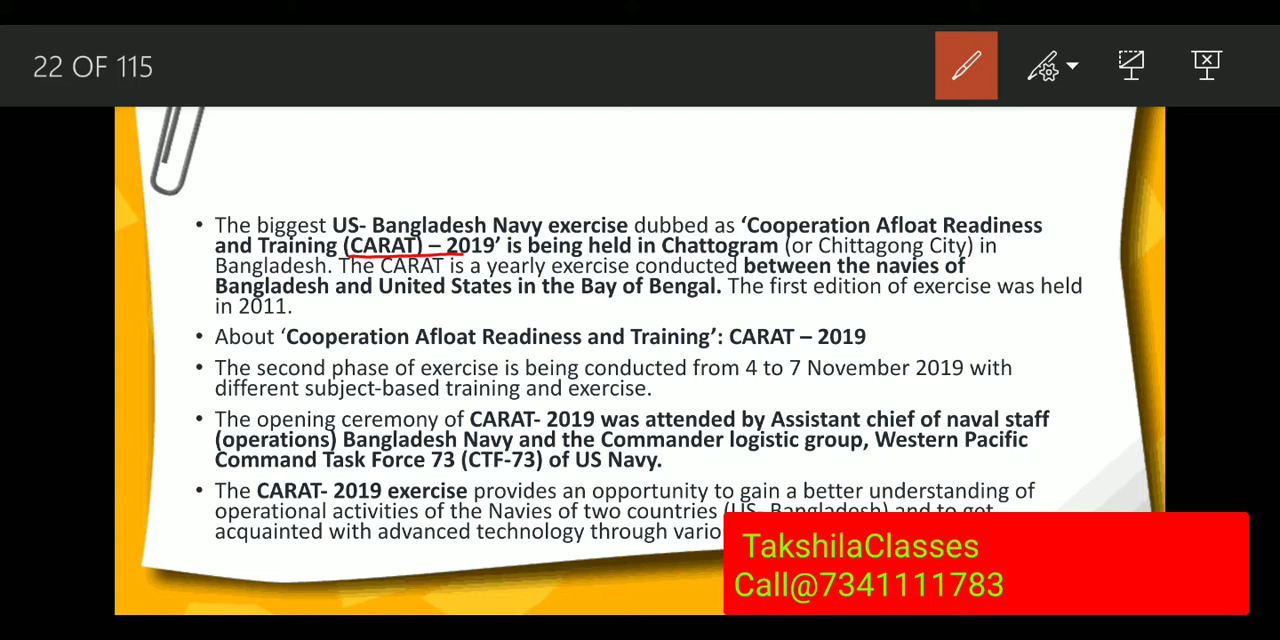 22 OF 115
• The biggest US- Bangladesh Navy exercise dubbed as ‘Cooperation Afloat Readiness
and Training (CARAT) – 2019’ is being held in Chattogram (or Chittagong City) in
Bangladesh. The CARAT is a yearly exercise conducted between the navies of
Bangladesh and United States in the Bay of Bengal. The first edition of exercise was held
in 2011.
• About ‘Cooperation Afloat Readiness and Training’: CARAT – 2019
• The second phase of exercise is being conducted from 4 to 7 November 2019 with
different subject-based training and exercise.
• The opening ceremony of CARAT- 2019 was attended by Assistant chief of naval staff
(operations) Bangladesh Navy and the Commander logistic group, Western Pacific
Command Task Force 73 (CTF-73) of US Navy.
• The CARAT- 2019 exercise provides an opportunity to gain a better understanding of
operational activities of the Navies of two countries (US- Bangladesh) and to get
acquainted with advanced technology through
TakshilaClasses
Call@7341111783